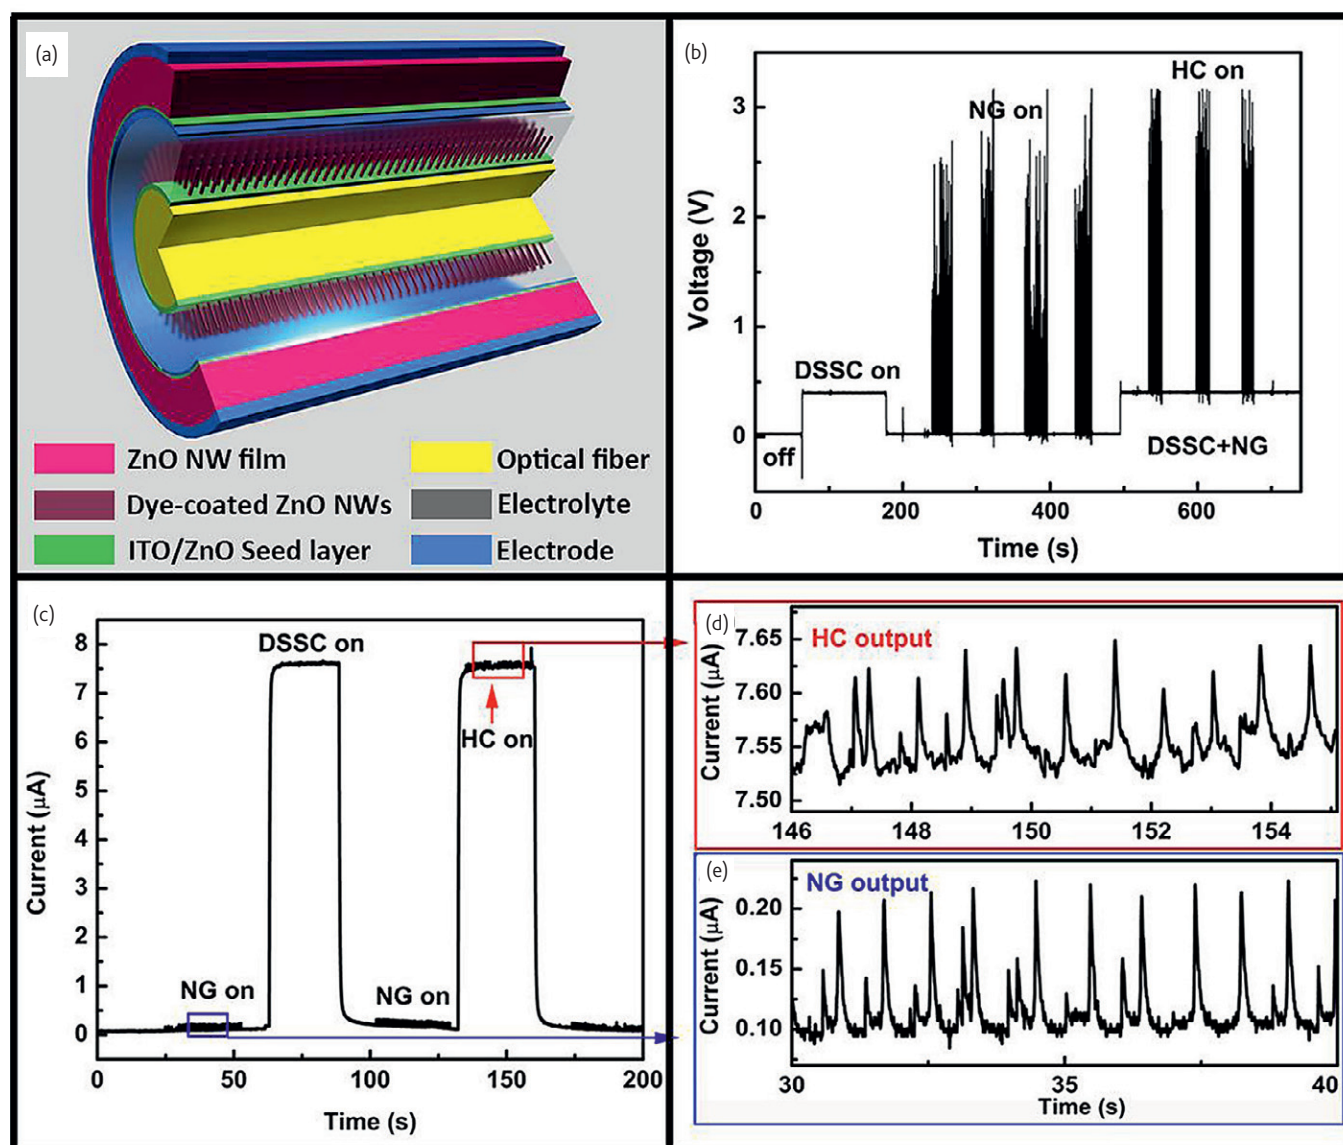 (a)
ZnO NW film
Optical fiber
Dye-coated ZnO NWs
Electrolyte
ITO/ZnO Seed layer
Electrode
(b)
HC on
NG on
3
2
1
0
Voltage (V)
DSSC on
off
DSSC+NG
0 200 400 600
Time (s)
(c)
8
7
6
5
4
3
2
1
0
Current (μA)
DSSC on
HC on
NG on
NG on
0 50 100 150 200
Time (s)
(d)
HC output
7.65
7.60
7.55
7.50
Current (μA)
146 148 150 152 154
(e)
NG output
0.20
0.15
0.10
Current (μA)
30 35 40
Time (s)